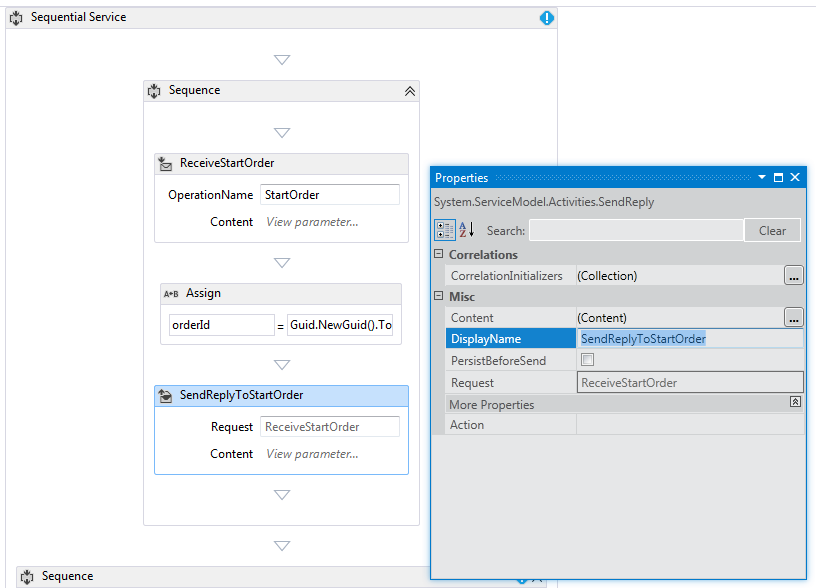 Sequential Service
Sequence
ReceiveStartOrder
OperationName StartOrder
Content View parameter...
A+B Assign
orderId = Guid.NewGuid().To
SendReplyToStartOrder
Request ReceiveStartOrder
Content View parameter...
Sequence
Properties
System.ServiceModel.Activities.SendReply
Search: Clear
Correlations
CorrelationInitializers (Collection) ...
Misc
Content (Content) ...
DisplayName SendReplyToStartOrder
PersistBeforeSend
Request ReceiveStartOrder
More Properties
Action